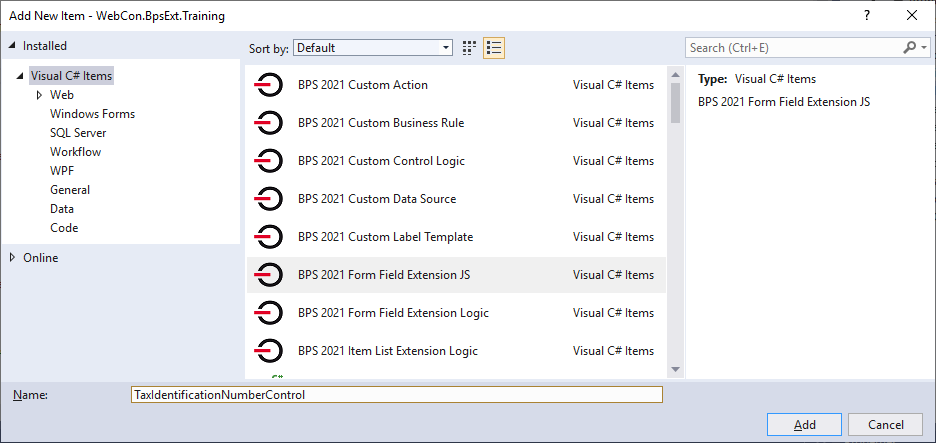 Add New Item - WebCon.BpsExt.Training
Installed
Sort by: Default
Search (Ctrl+E)
Visual C# Items
Web
Windows Forms
SQL Server
Workflow
WPF
General
Data
Code
Online
BPS 2021 Custom Action Visual C# Items
BPS 2021 Custom Business Rule Visual C# Items
BPS 2021 Custom Control Logic Visual C# Items
BPS 2021 Custom Data Source Visual C# Items
BPS 2021 Custom Label Template Visual C# Items
BPS 2021 Form Field Extension JS Visual C# Items
BPS 2021 Form Field Extension Logic Visual C# Items
BPS 2021 Item List Extension Logic Visual C# Items
Type: Visual C# Items
BPS 2021 Form Field Extension JS
Name: TaxIdentificationNumberControl
Add Cancel